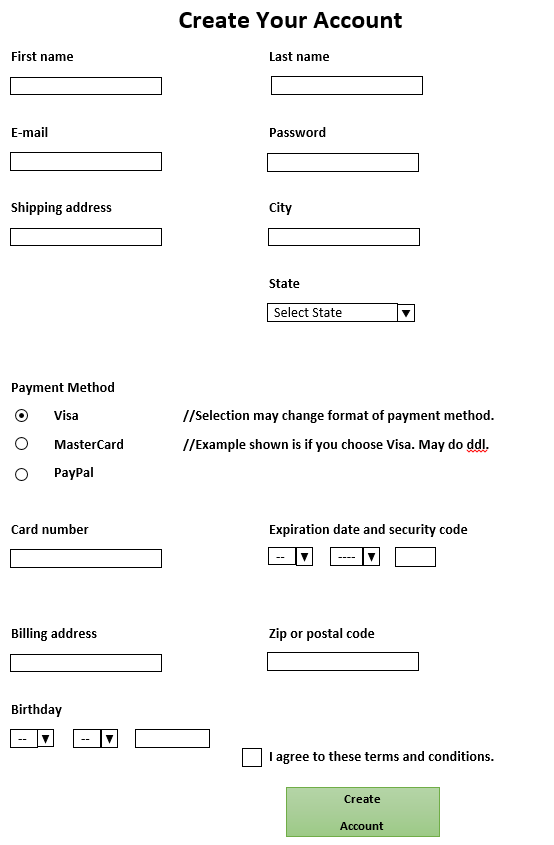 Create Your Account
First name Last name
E-mail Password
Shipping address City
State
Select State
Payment Method
Visa //Selection may change format of payment method.
MasterCard //Example shown is if you choose Visa. May do ddl.
PayPal
Card number Expiration date and security code
-- ----
Billing address Zip or postal code
Birthday
-- --
I agree to these terms and conditions.
Create
Account